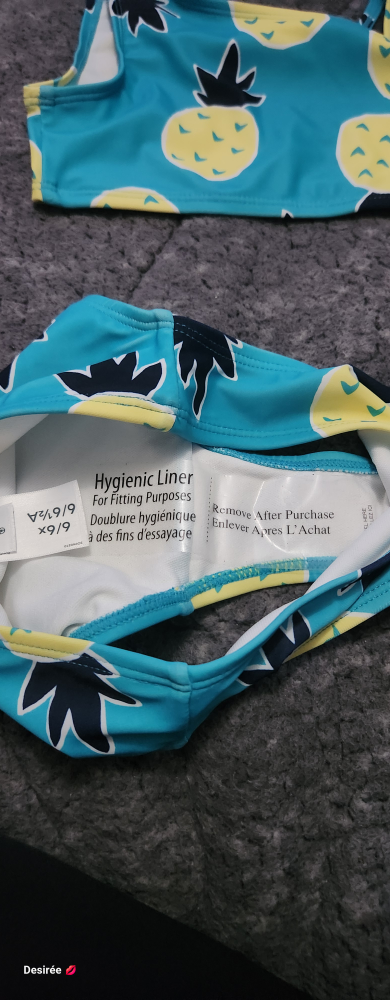 Hygienic Liner
For Fitting Purposes
Doublure hygiénique
à des fins d'essayage
Remove After Purchase
Enlever Après L'Achat
6/6x
6/6½A
®
Desirée 💋